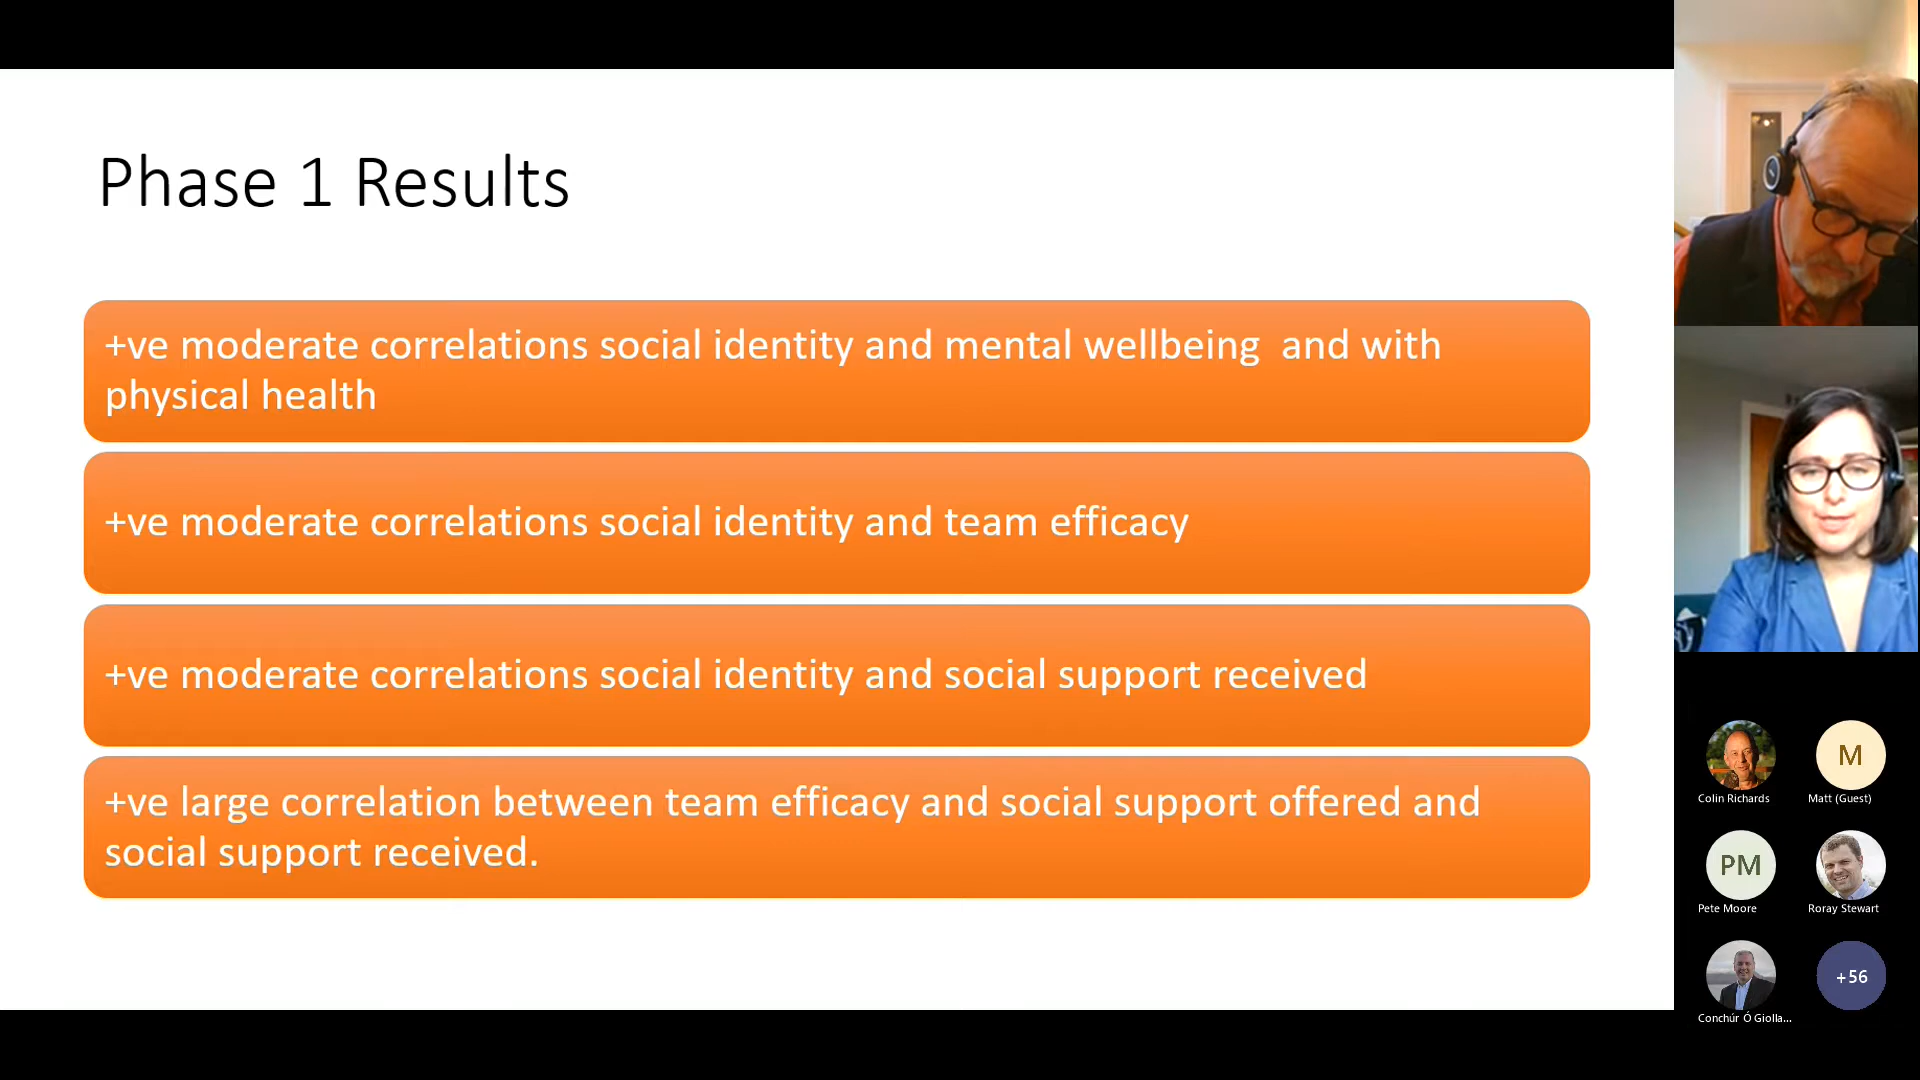 Phase 1 Results
+ve moderate correlations social identity and mental wellbeing  and with
physical health
+ve moderate correlations social identity and team efficacy
+ve moderate correlations social identity and social support received
+ve large correlation between team efficacy and social support offered and
social support received.
M
Colin Richards
Matt (Guest)
PM
Pete Moore
Roray Stewart
+56
Conchúr Ó Giolla...